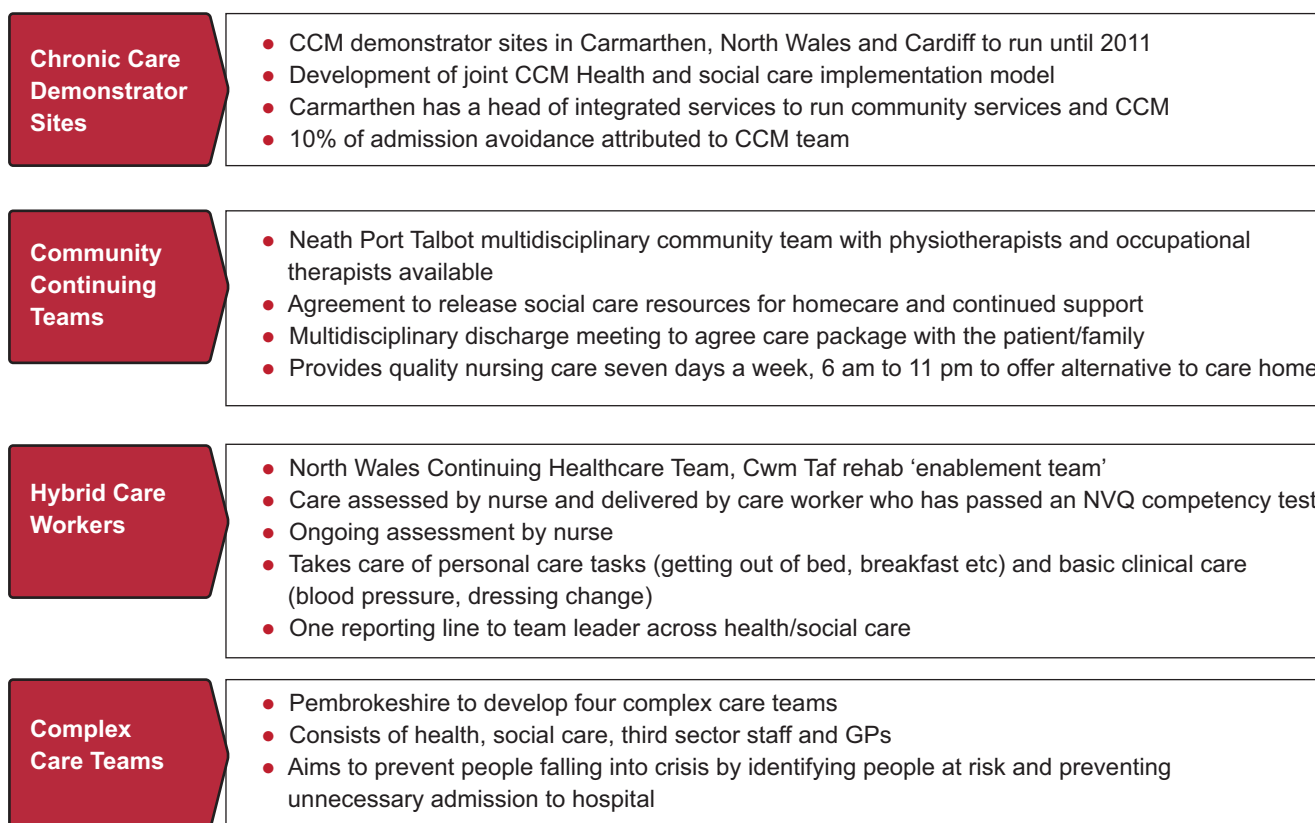 Chronic Care
Demonstrator
Sites
● CCM demonstrator sites in Carmarthen, North Wales and Cardiff to run until 2011
● Development of joint CCM Health and social care implementation model
● Carmarthen has a head of integrated services to run community services and CCM
● 10% of admission avoidance attributed to CCM team
Community
Continuing
Teams
● Neath Port Talbot multidisciplinary community team with physiotherapists and occupational
therapists available
● Agreement to release social care resources for homecare and continued support
● Multidisciplinary discharge meeting to agree care package with the patient/family
● Provides quality nursing care seven days a week, 6 am to 11 pm to offer alternative to care home
Hybrid Care
Workers
● North Wales Continuing Healthcare Team, Cwm Taf rehab ‘enablement team’
● Care assessed by nurse and delivered by care worker who has passed an NVQ competency test
● Ongoing assessment by nurse
● Takes care of personal care tasks (getting out of bed, breakfast etc) and basic clinical care
(blood pressure, dressing change)
● One reporting line to team leader across health/social care
Complex
Care Teams
● Pembrokeshire to develop four complex care teams
● Consists of health, social care, third sector staff and GPs
● Aims to prevent people falling into crisis by identifying people at risk and preventing
unnecessary admission to hospital